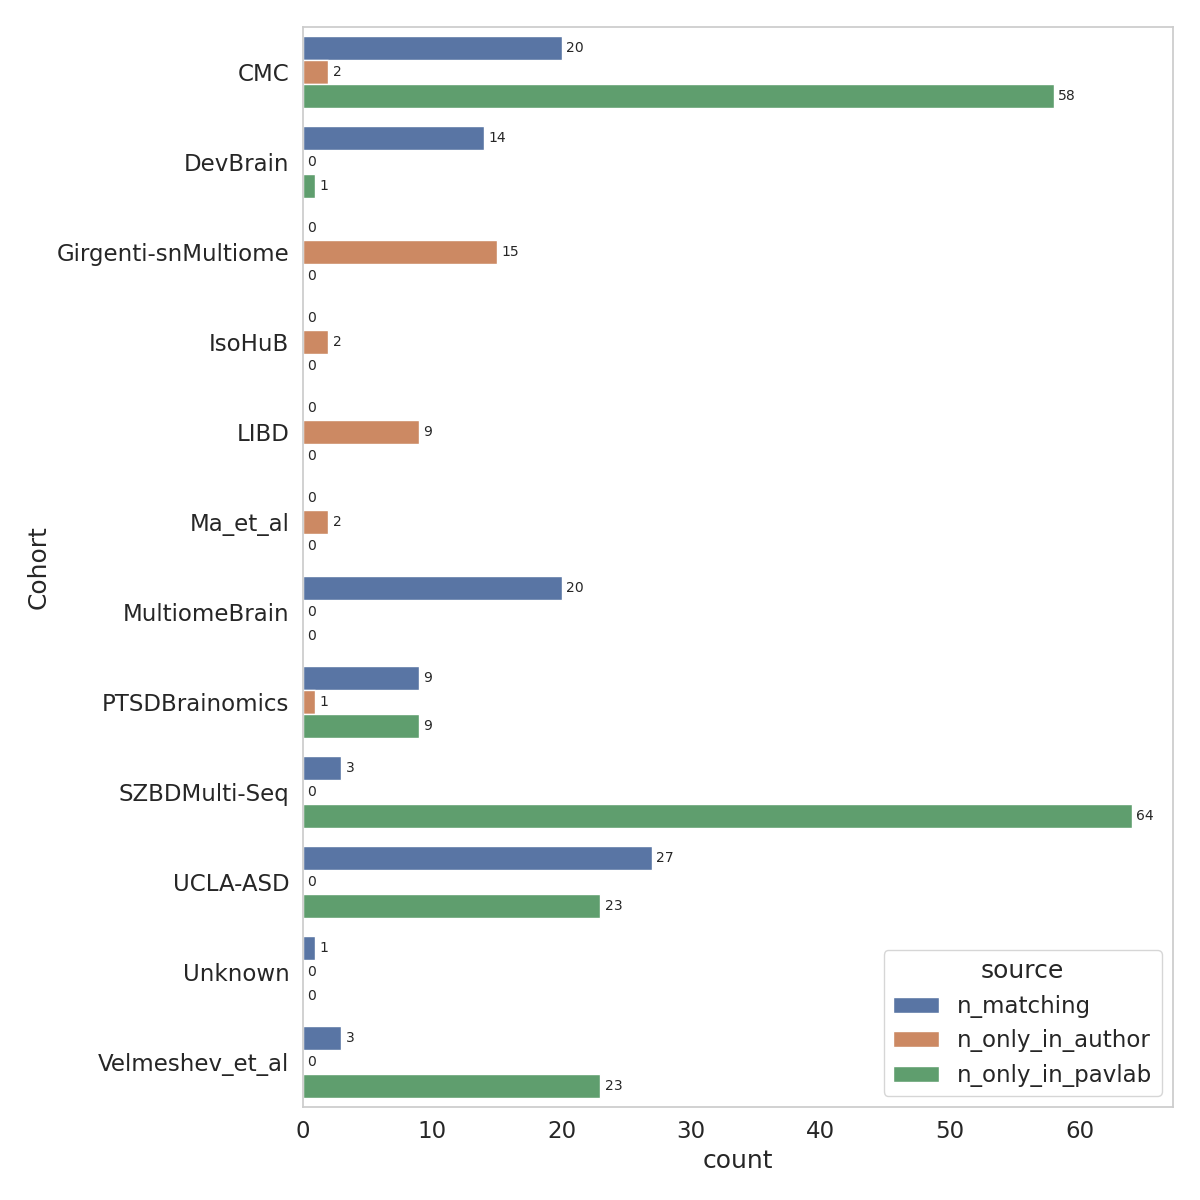 CMC
20
2
58
DevBrain
14
0
1
Girgenti-snMultiome
0
15
0
IsoHuB
0
2
0
LIBD
0
9
0
Ma_et_al
0
2
0
MultiomeBrain
20
0
0
PTSDBrainomics
9
1
9
SZBDMulti-Seq
3
0
64
UCLA-ASD
27
0
23
Unknown
1
0
0
Velmeshev_et_al
3
0
23
Cohort
0 10 20 30 40 50 60
count
source
n_matching
n_only_in_author
n_only_in_pavlab